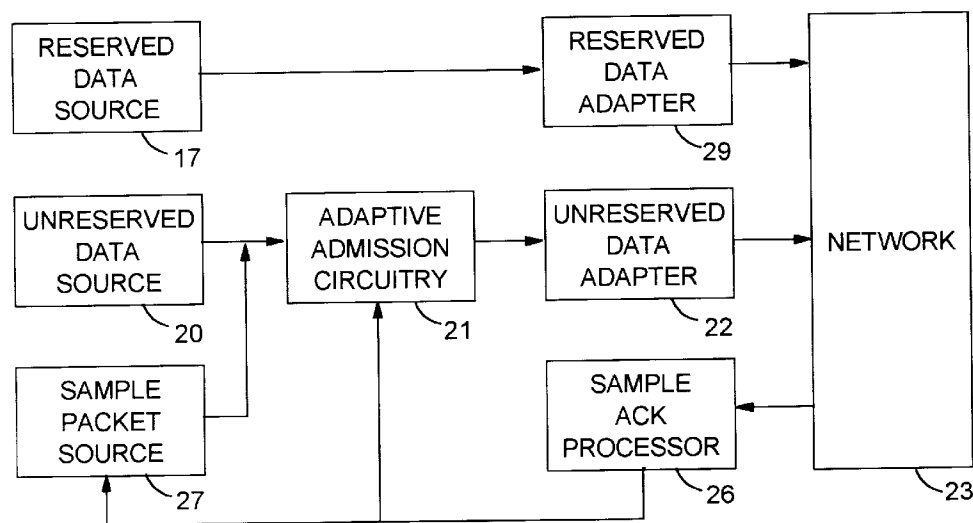 RESERVED
DATA
SOURCE
17
RESERVED
DATA
ADAPTER
29
UNRESERVED
DATA
SOURCE
20
ADAPTIVE
ADMISSION
CIRCUITRY
21
UNRESERVED
DATA
ADAPTER
22
NETWORK
23
SAMPLE
PACKET
SOURCE
27
SAMPLE
ACK
PROCESSOR
26